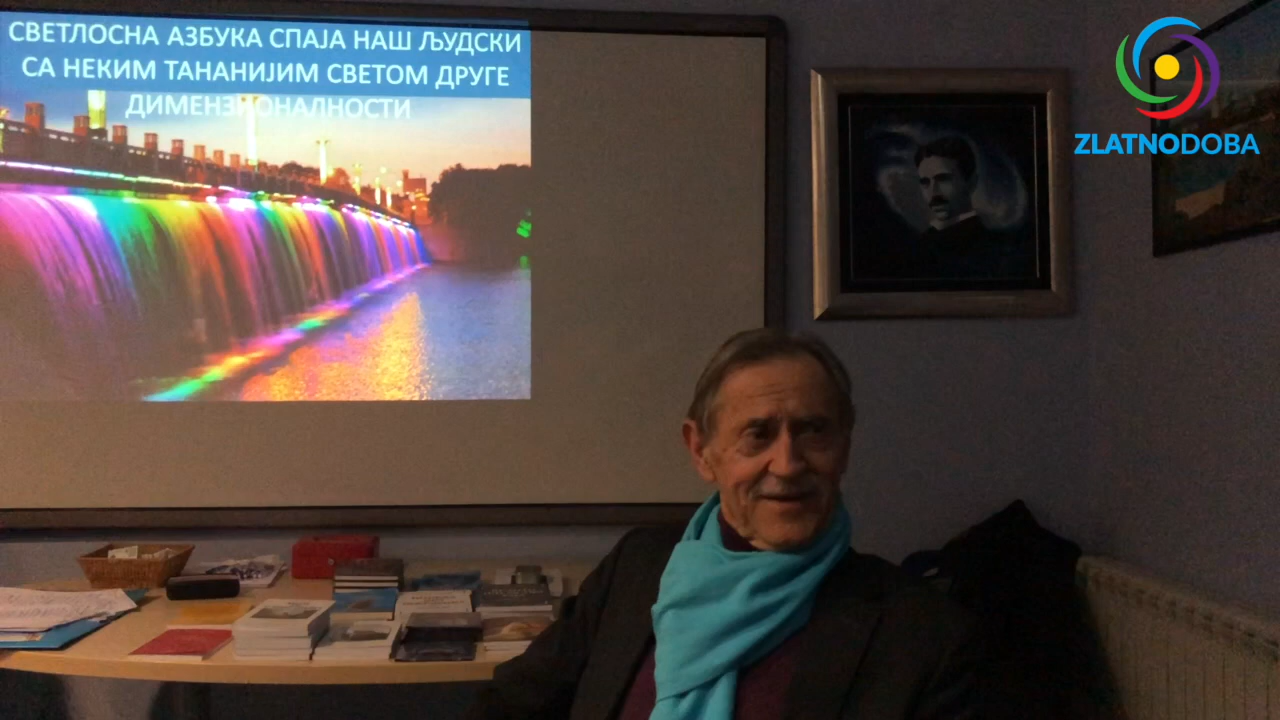 СВЕТЛОСНА АЗБУКА СПАЈА НАШ ЉУДСКИ
СА НЕКИМ ТАНАНИЈИМ СВЕТОМ ДРУГЕ
ДИМЕНЗИОНАЛНОСТИ
ZLATNODOBA